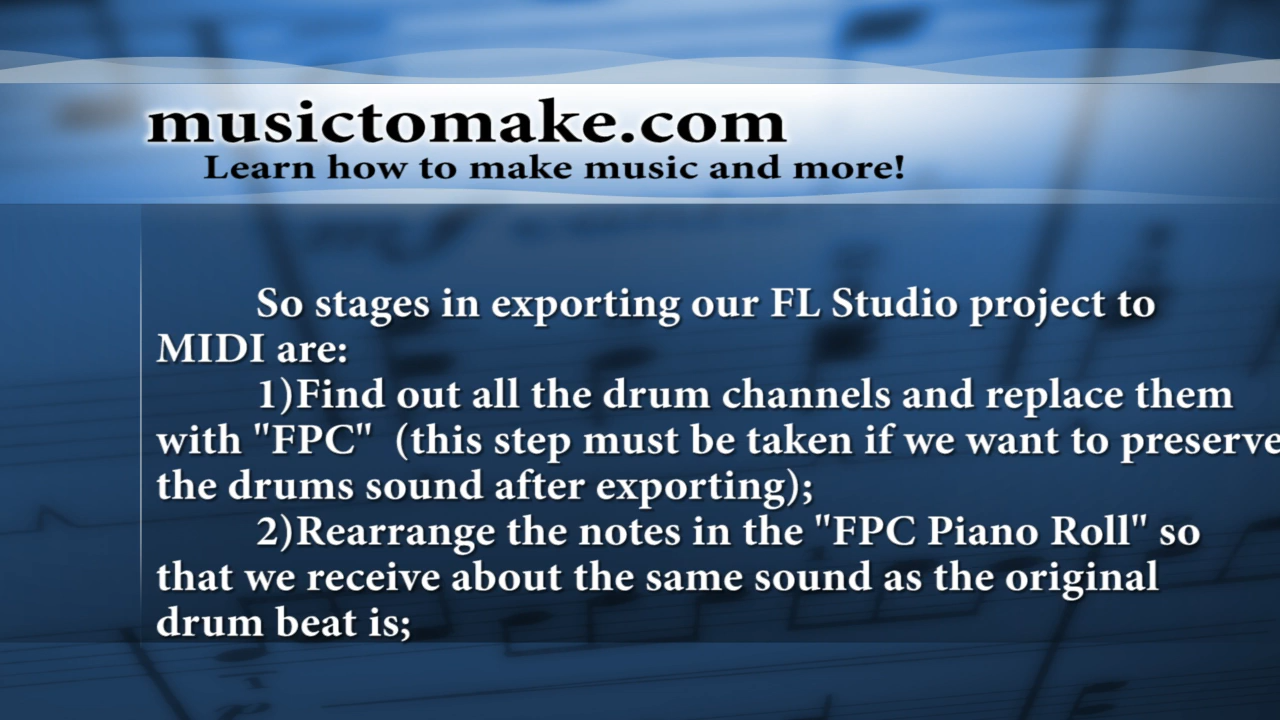 musictomake.com
Learn how to make music and more!
So stages in exporting our FL Studio project to
MIDI are:
1)Find out all the drum channels and replace them
with "FPC"  (this step must be taken if we want to preserve
the drums sound after exporting);
2)Rearrange the notes in the "FPC Piano Roll" so
that we receive about the same sound as the original
drum beat is;